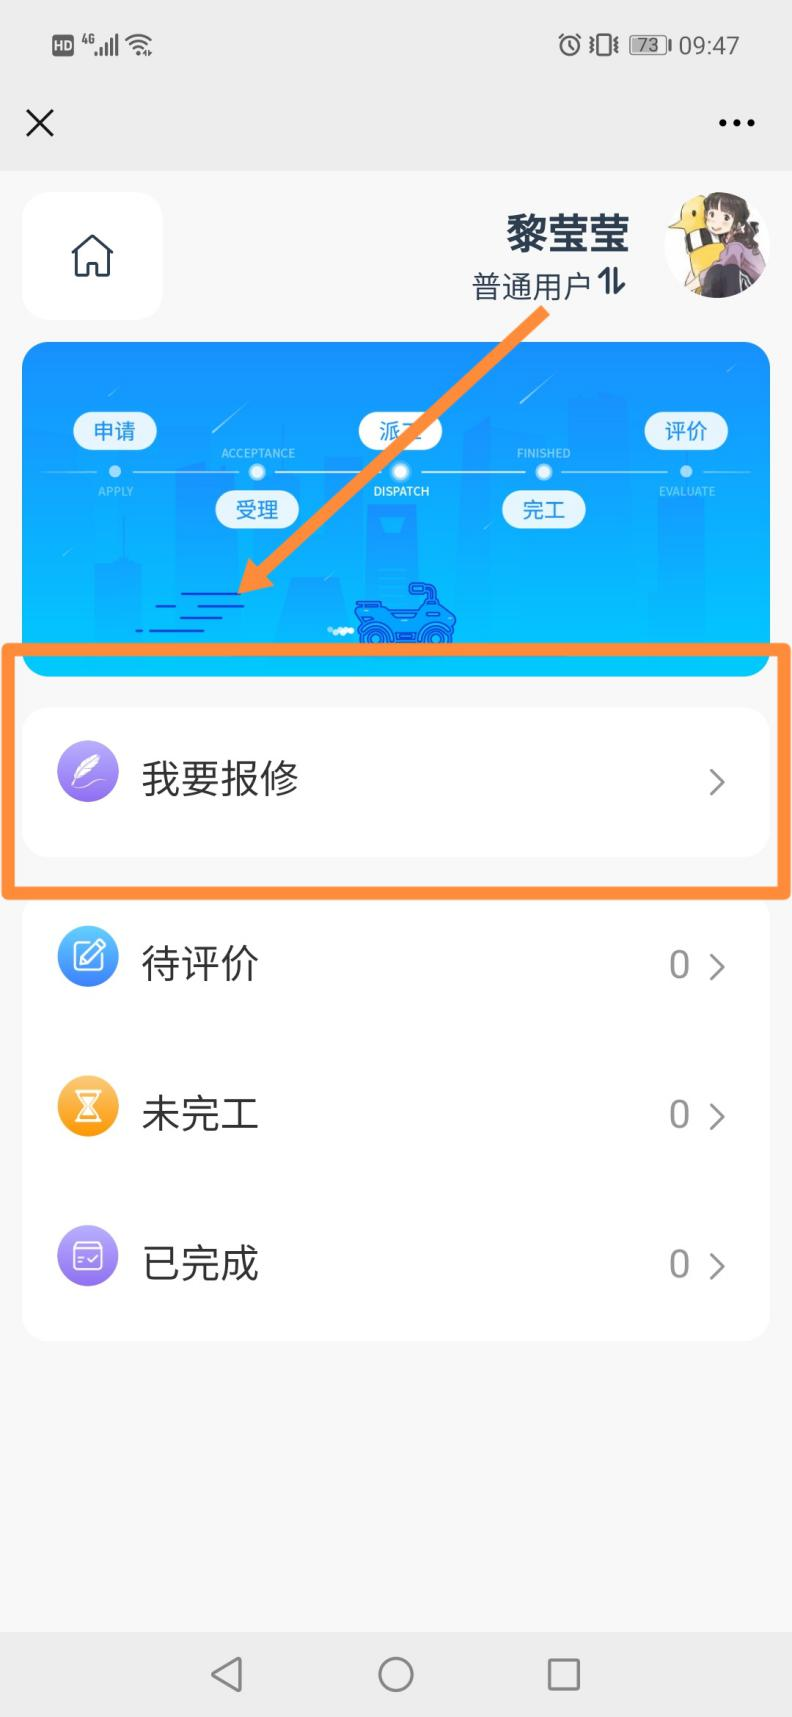 HD 4G 73 09:47
黎莹莹
普通用户
申请 派 评价
ACCEPTANCE FINISHED
APPLY DISPATCH EVALUATE
受理 完工
我要报修
待评价 0
未完工 0
已完成 0